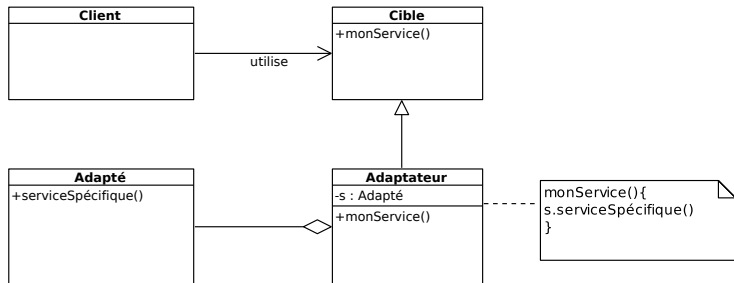 Client
Cible
+monService()
utilise
Adapté
+serviceSpécifique()
Adaptateur
-s : Adapté
+monService()
monService(){
s.serviceSpécifique()
}